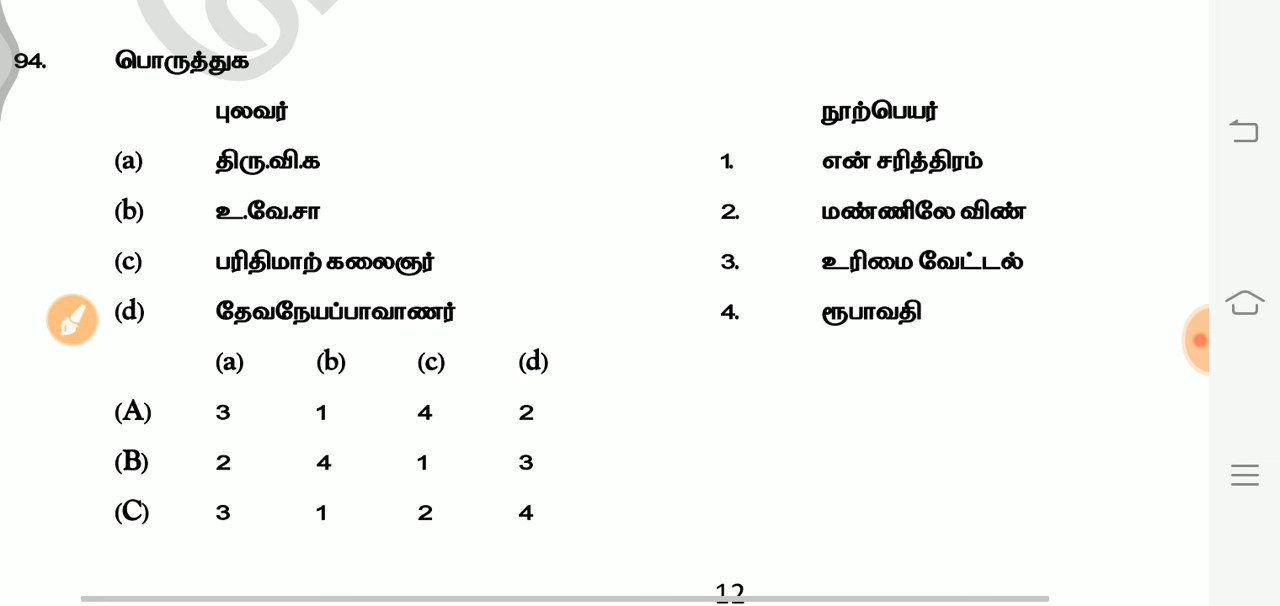 94. பொருத்துக
புலவர் நூற்பெயர்
(a) திரு.வி.க 1. என் சரித்திரம்
(b) உ.வே.சா 2. மண்ணிலே விண்
(c) பரிதிமாற் கலைஞர் 3. உரிமை வேட்டல்
(d) தேவநேயப்பாவாணர் 4. ரூபாவதி
(a) (b) (c) (d)
(A) 3 1 4 2
(B) 2 4 1 3
(C) 3 1 2 4
12